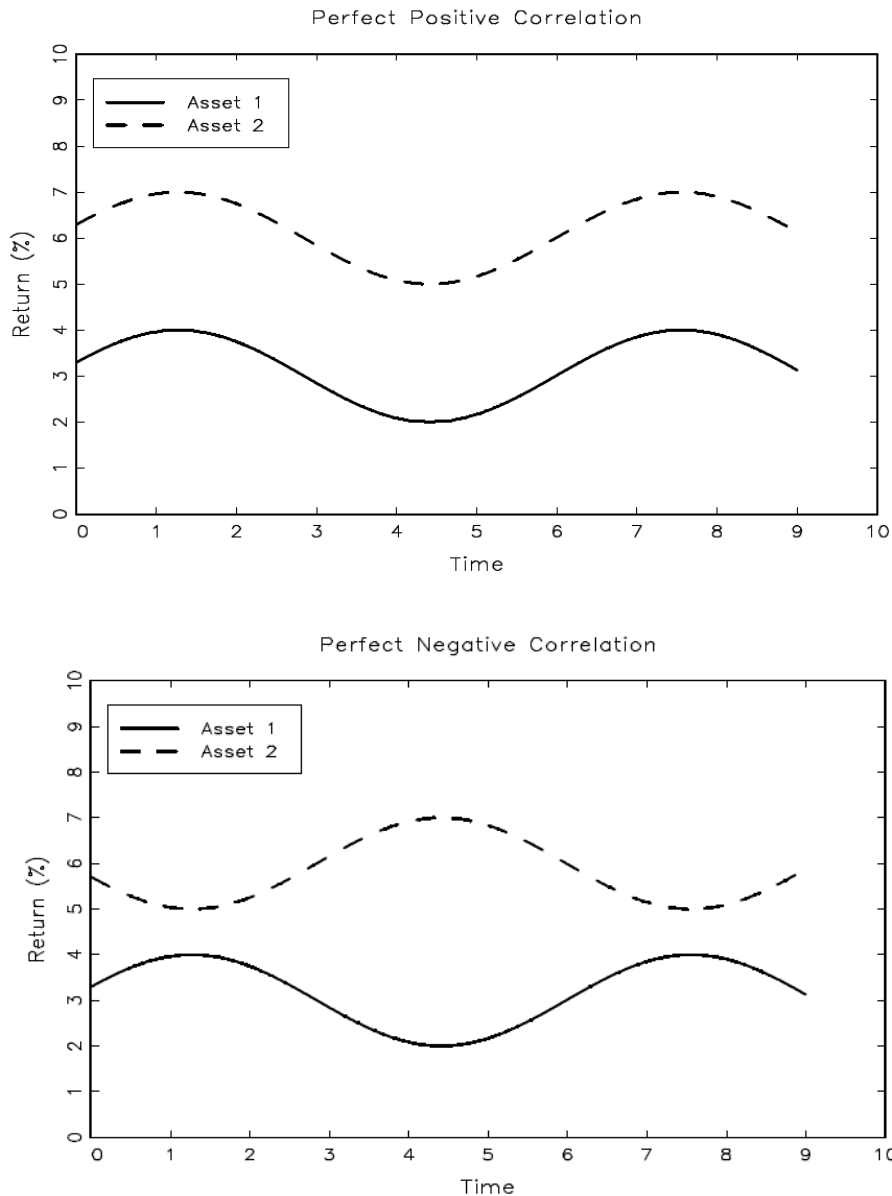 Perfect Positive Correlation
10
9
8
7
6
5
4
3
2
1
0
Return (%)
Asset 1
Asset 2
0 1 2 3 4 5 6 7 8 9 10
Time
Perfect Negative Correlation
10
9
8
7
6
5
4
3
2
1
0
Return (%)
Asset 1
Asset 2
0 1 2 3 4 5 6 7 8 9 10
Time